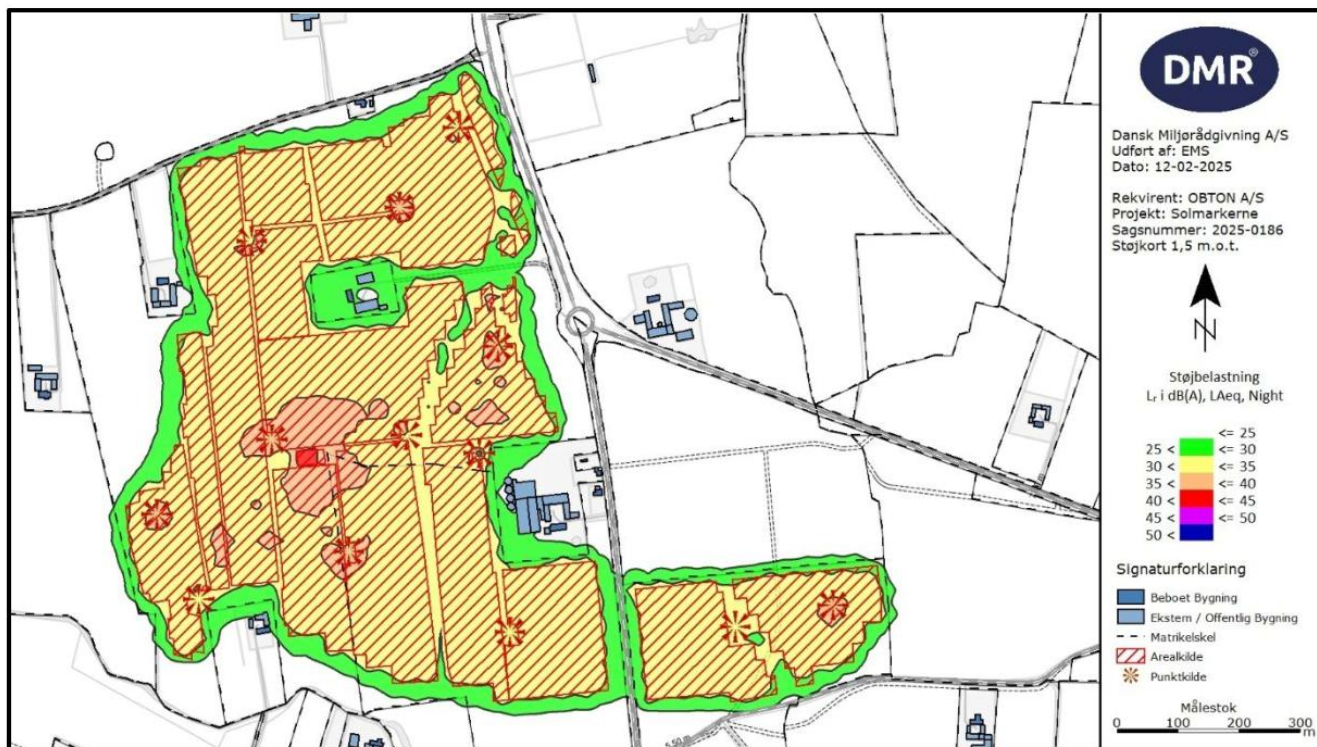 DMR®
Dansk Miljørådgivning A/S
Udført af: EMS
Dato: 12-02-2025
Rekvirent: OBTON A/S
Projekt: Solmarkerne
Sagsnummer: 2025-0186
Støjkort 1,5 m.o.t.
N
Støjbelastning
Lr i dB(A), LAeq, Night
<= 25
25 < <= 30
30 < <= 35
35 < <= 40
40 < <= 45
45 < <= 50
50 <
Signaturforklaring
Beboet Bygning
Ekstern / Offentlig Bygning
Matrikelskel
Arealkilde
Punktkilde
Målestok
0 100 200 300
m